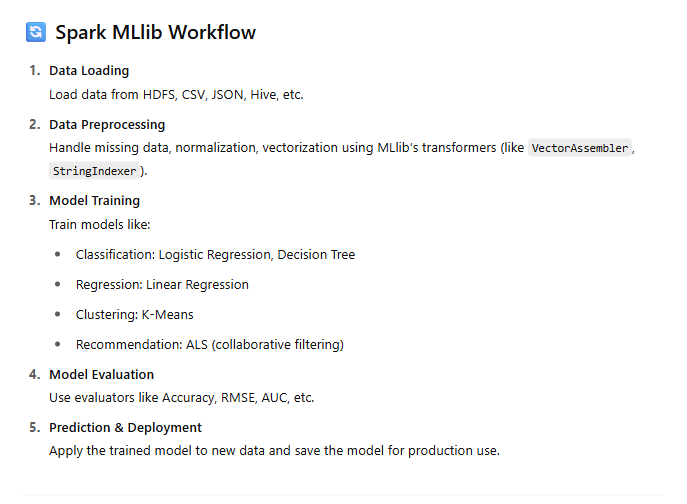 Spark MLlib Workflow
1. Data Loading
Load data from HDFS, CSV, JSON, Hive, etc.
2. Data Preprocessing
Handle missing data, normalization, vectorization using MLlib's transformers (like VectorAssembler,
StringIndexer).
3. Model Training
Train models like:
• Classification: Logistic Regression, Decision Tree
• Regression: Linear Regression
• Clustering: K-Means
• Recommendation: ALS (collaborative filtering)
4. Model Evaluation
Use evaluators like Accuracy, RMSE, AUC, etc.
5. Prediction & Deployment
Apply the trained model to new data and save the model for production use.